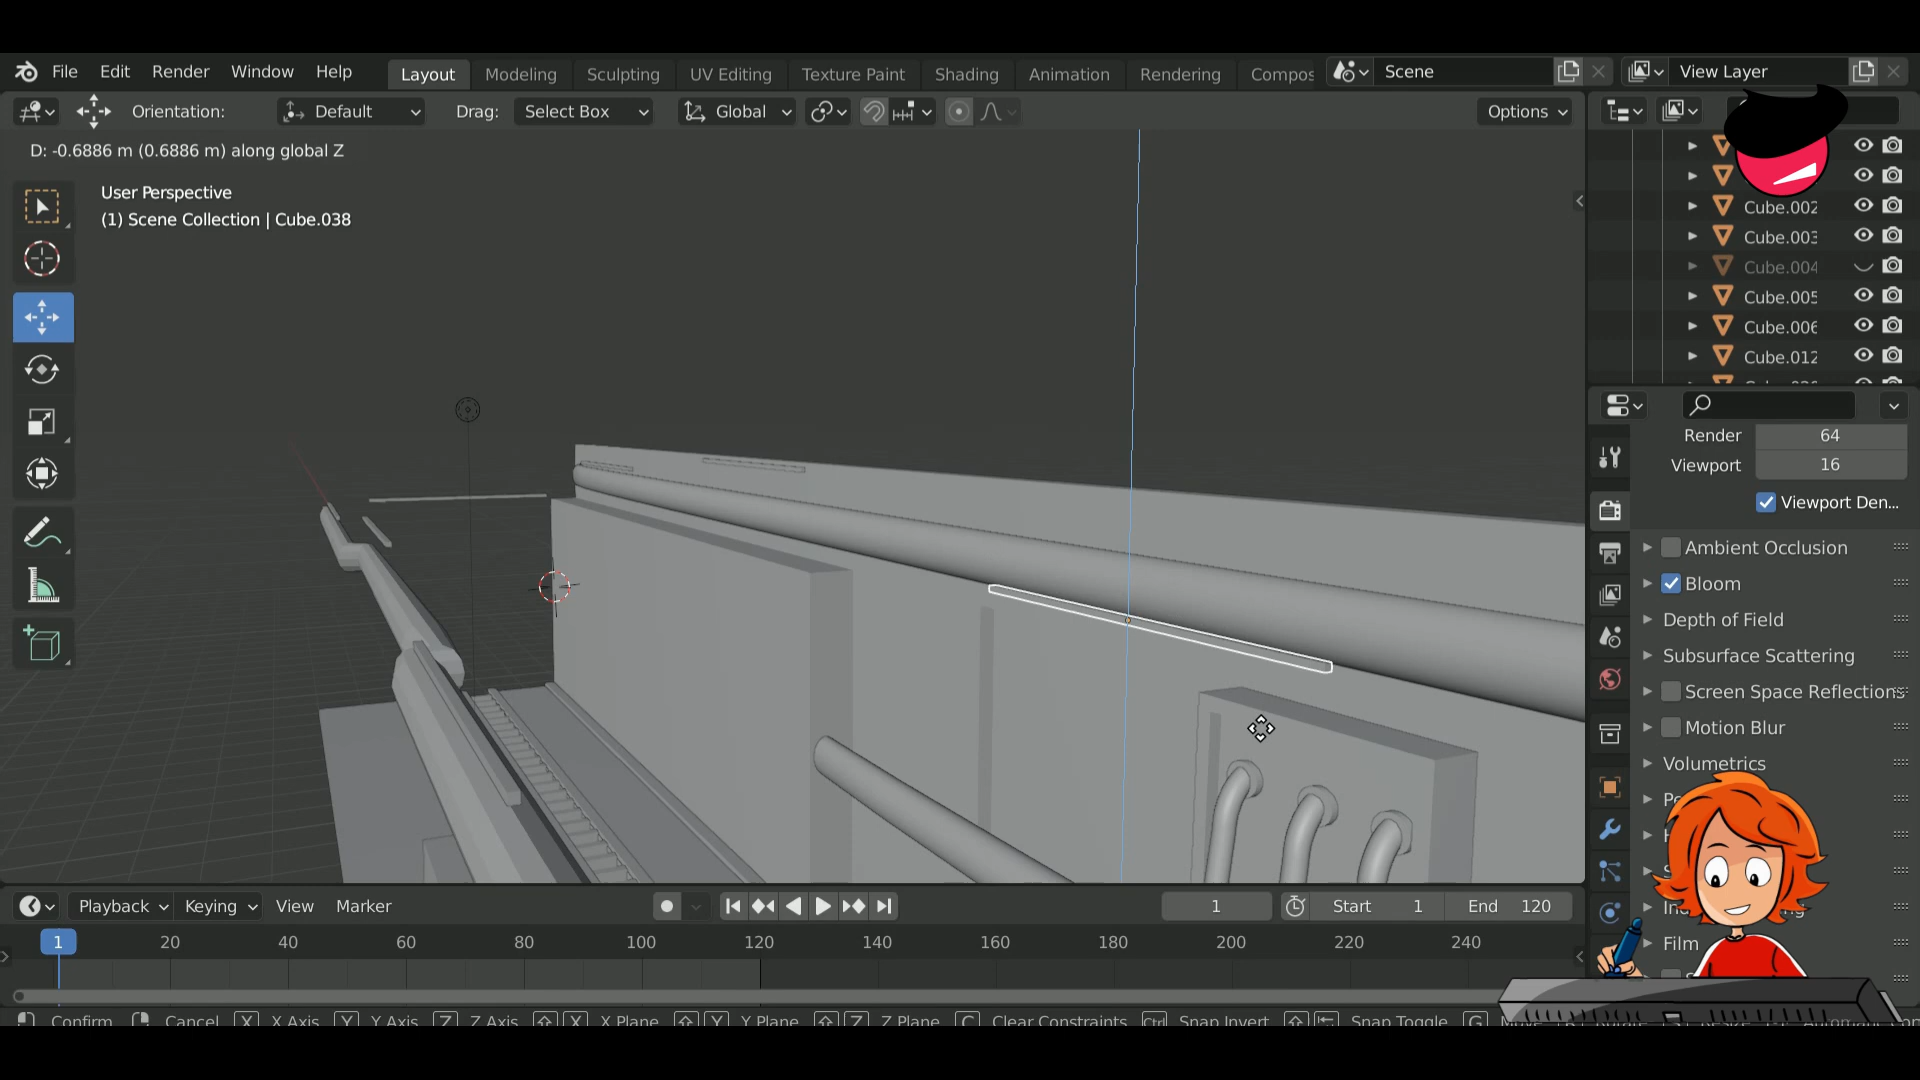 File Edit Render Window Help Layout Modeling Sculpting UV Editing Texture Paint Shading Animation Rendering Compos Scene View Layer
Orientation: Default Drag: Select Box Global Options
D: -0.6886 m (0.6886 m) along global Z
User Perspective
(1) Scene Collection | Cube.038
Cube.002
Cube.003
Cube.004
Cube.005
Cube.006
Cube.012
Render 64
Viewport 16
Viewport Den...
Ambient Occlusion
Bloom
Depth of Field
Subsurface Scattering
Screen Space Reflections
Motion Blur
Volumetrics
Film
Playback Keying View Marker 1 Start 1 End 120
1 20 40 60 80 100 120 140 160 180 200 220 240
Confirm Cancel X X Axis Y Y Axis Z Z Axis X X Plane Y Y Plane Z Z Plane C Clear Constraints Ctrl Snap Invert Snap Toggle G Move